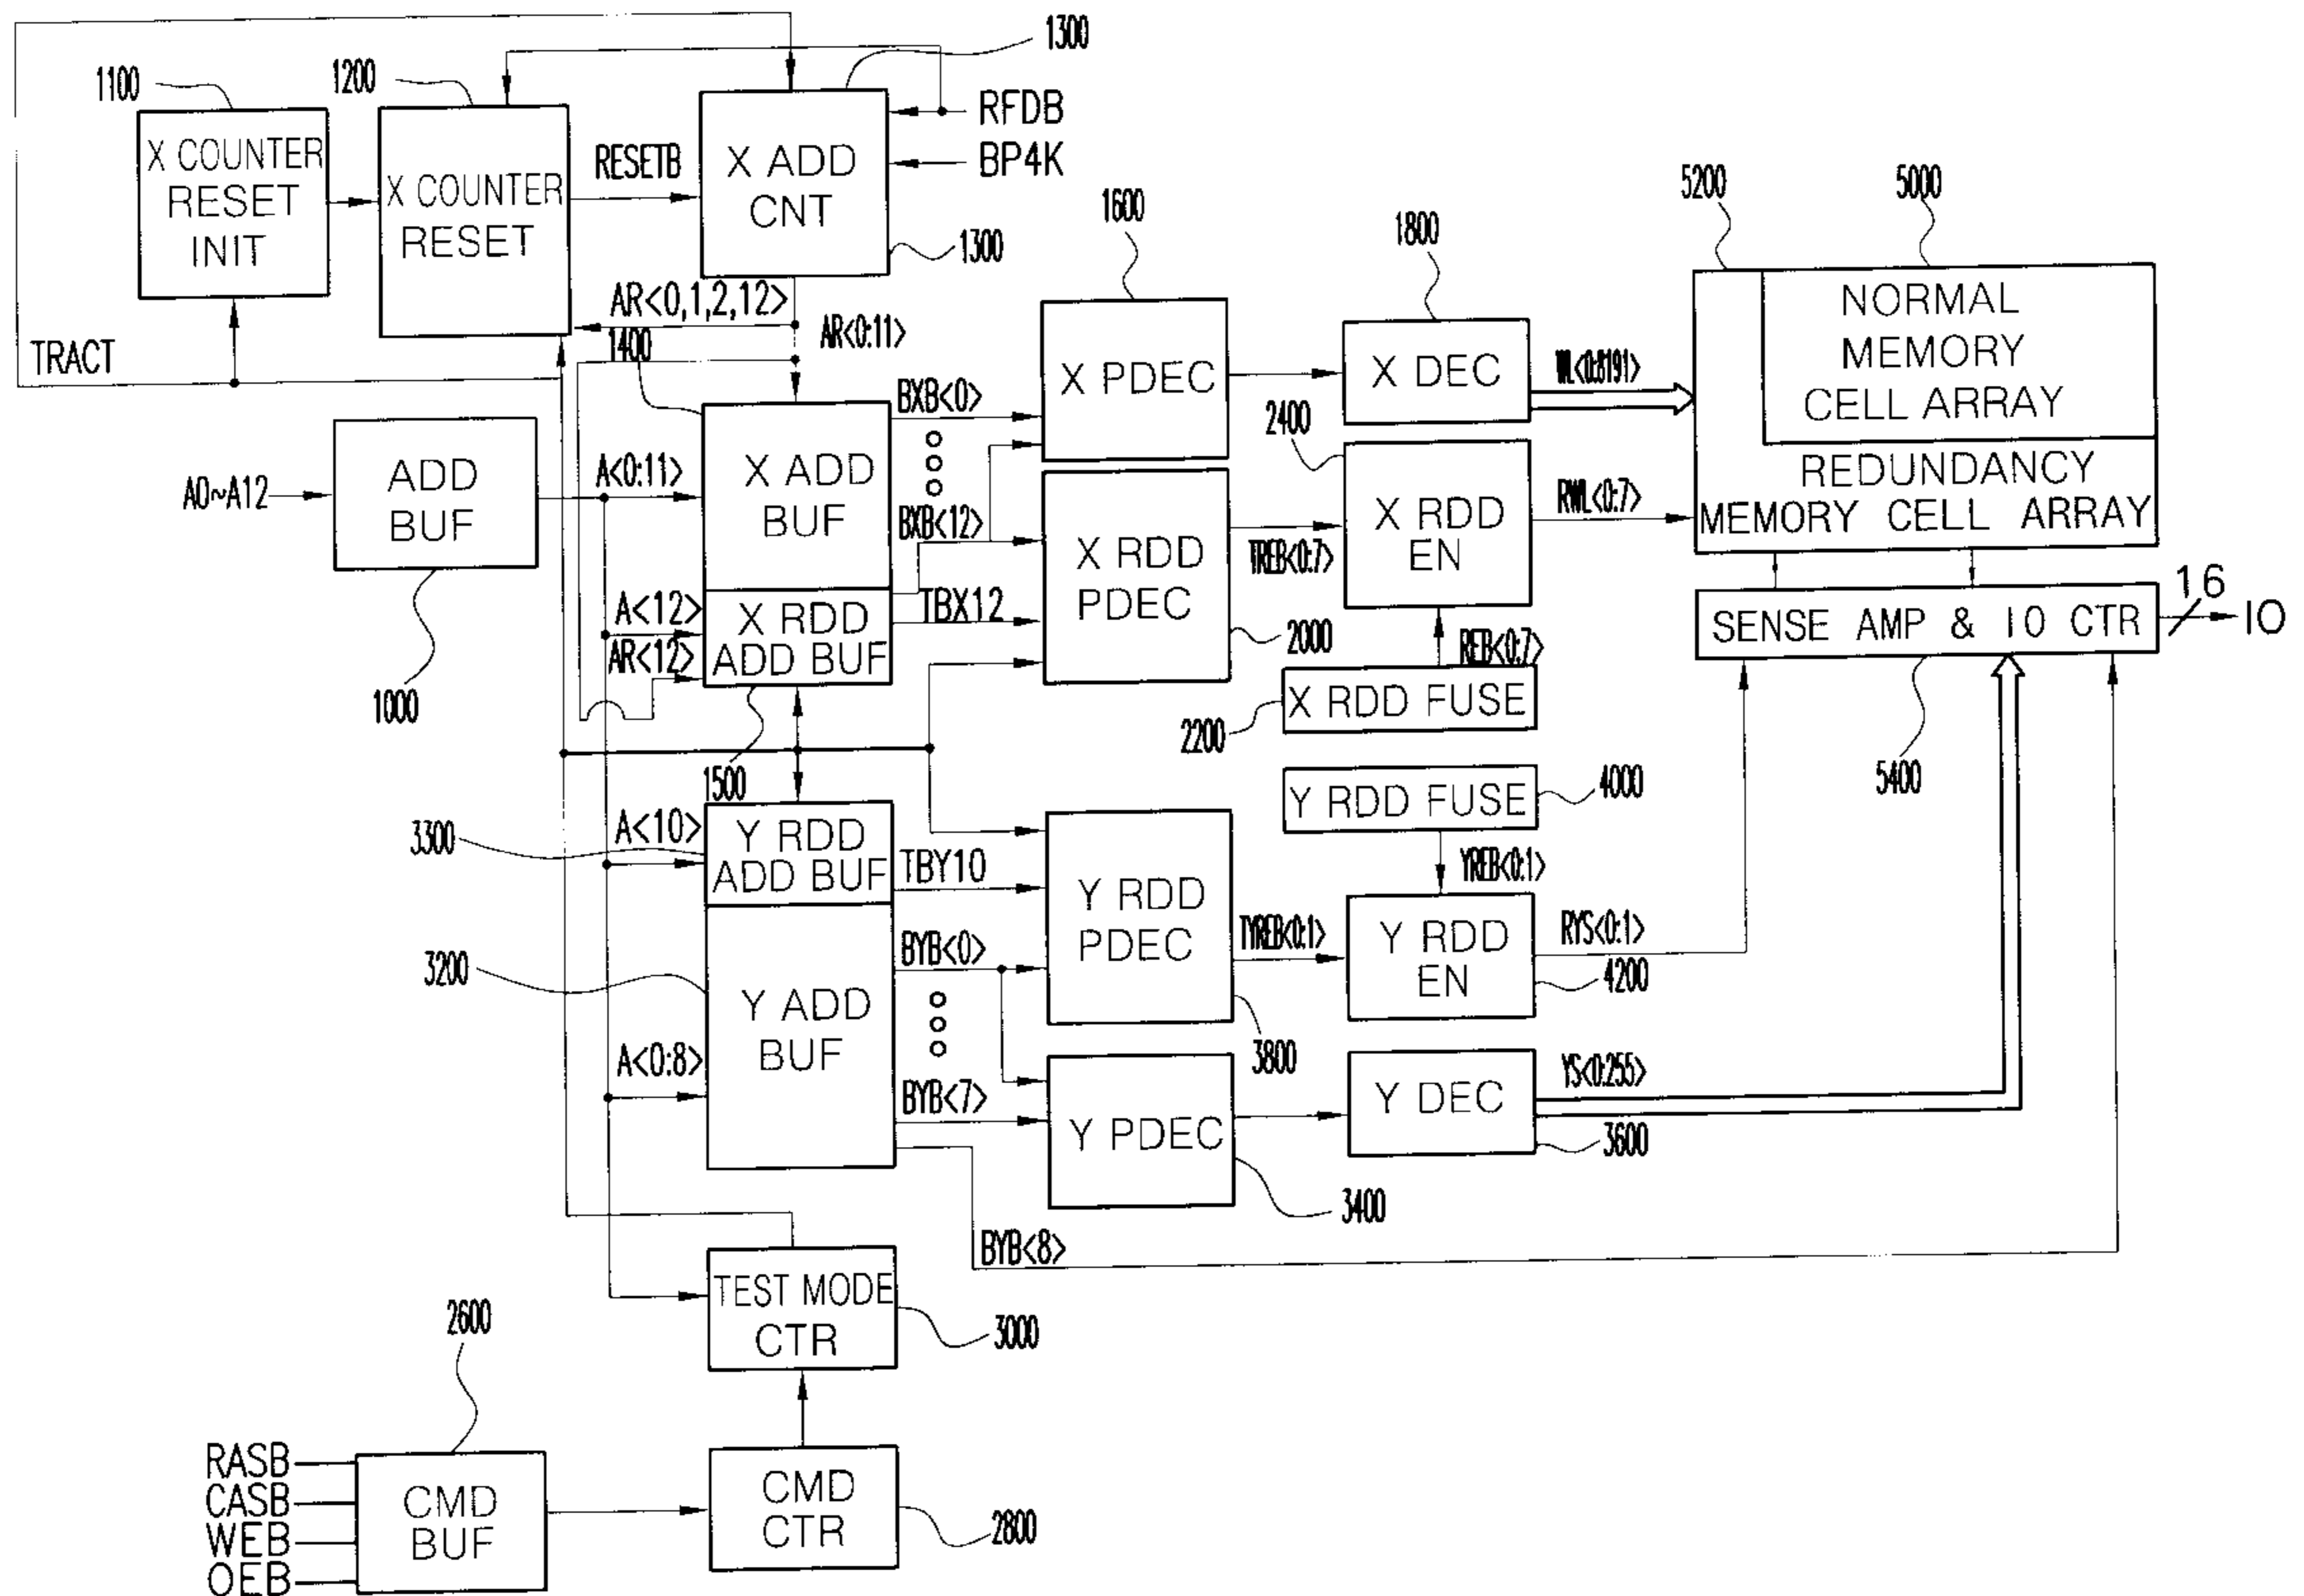 1300
1100
1200
RFDB
BP4K
X COUNTER
RESET
INIT
X COUNTER
RESET
RESETB
X ADD
CNT
1300
AR<0,1,2,12>
AR<0:11>
TRACT
1400
1600
1800
5200
5000
NORMAL
MEMORY
CELL ARRAY
REDUNDANCY
MEMORY CELL ARRAY
X PDEC
X DEC
WL<0:8191>
A0~A12
ADD
BUF
1000
A<0:11>
X ADD
BUF
BXB<0>
BXB<12>
2400
X RDD
EN
RWL<0:7>
X RDD
PDEC
TREB<0:7>
A<12>
AR<12>
X RDD
ADD BUF
TBX12
2000
REB<0:7>
X RDD FUSE
2200
SENSE AMP & IO CTR
16
IO
5400
1500
Y RDD FUSE
4000
YREB<0:1>
3300
A<10>
Y RDD
ADD BUF
TBY10
Y RDD
PDEC
TYREB<0:1>
Y RDD
EN
RYS<0:1>
4200
3200
Y ADD
BUF
BYB<0>
BYB<7>
3800
A<0:8>
Y PDEC
3400
Y DEC
YS<0:255>
3600
BYB<8>
TEST MODE
CTR
3000
2600
RASB
CASB
WEB
OEB
CMD
BUF
CMD
CTR
2800